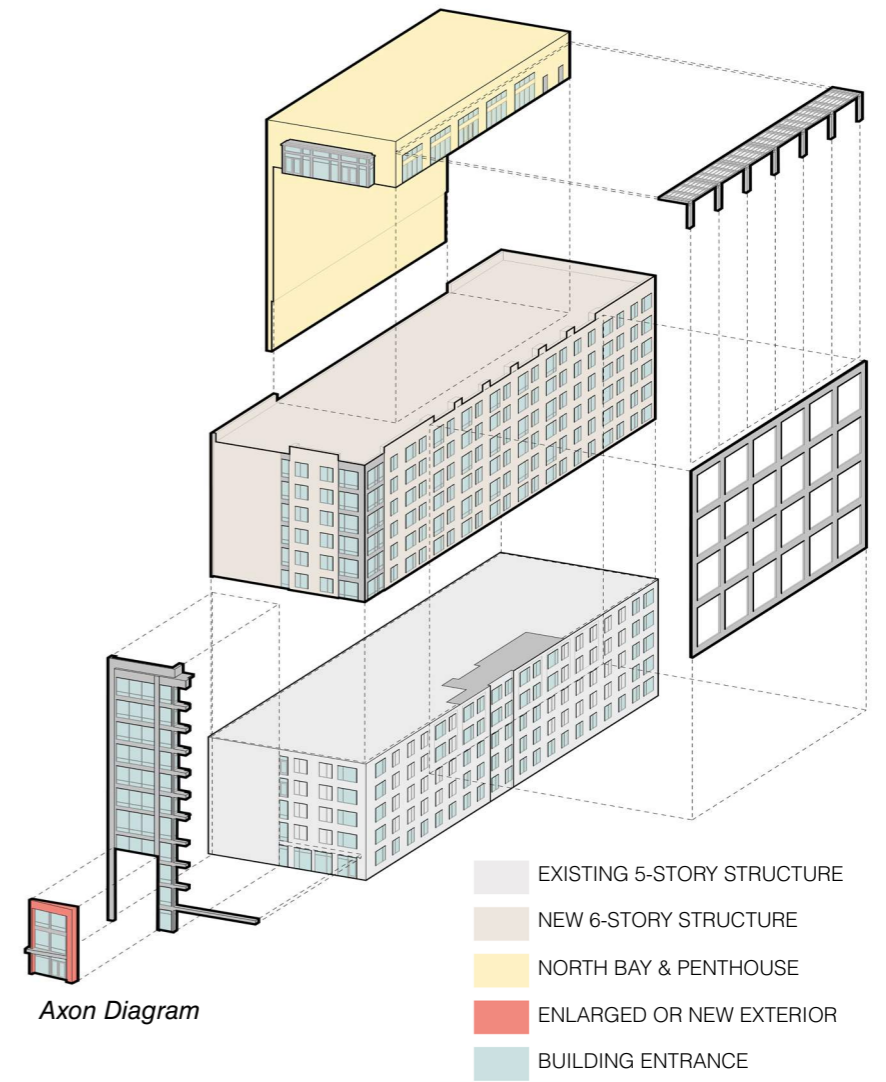 EXISTING 5-STORY STRUCTURE
NEW 6-STORY STRUCTURE
NORTH BAY & PENTHOUSE
ENLARGED OR NEW EXTERIOR
BUILDING ENTRANCE
Axon Diagram